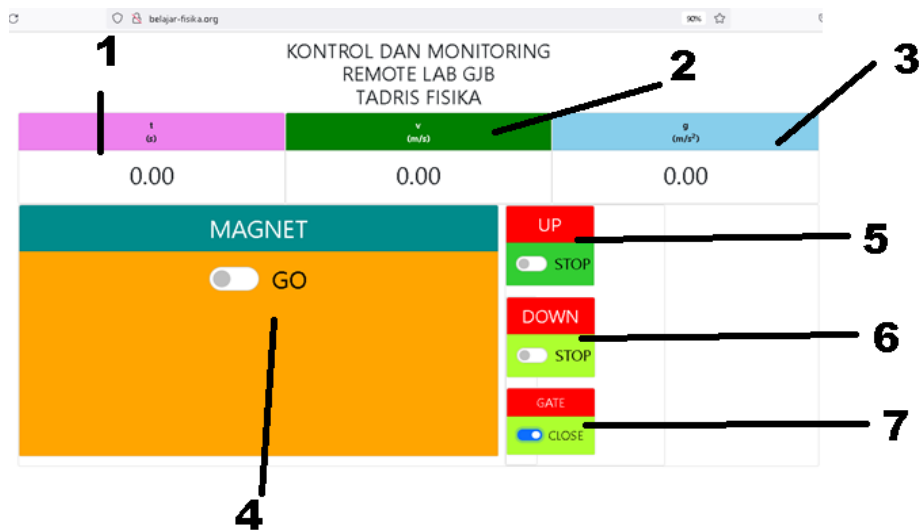 belajar-fisika.org
90%
1
KONTROL DAN MONITORING
REMOTE LAB GJB
TADRIS FISIKA
2
3
t
(s)
v
(m/s)
g
(m/s²)
0.00
0.00
0.00
MAGNET
GO
UP
STOP
5
DOWN
STOP
6
GATE
CLOSE
7
4